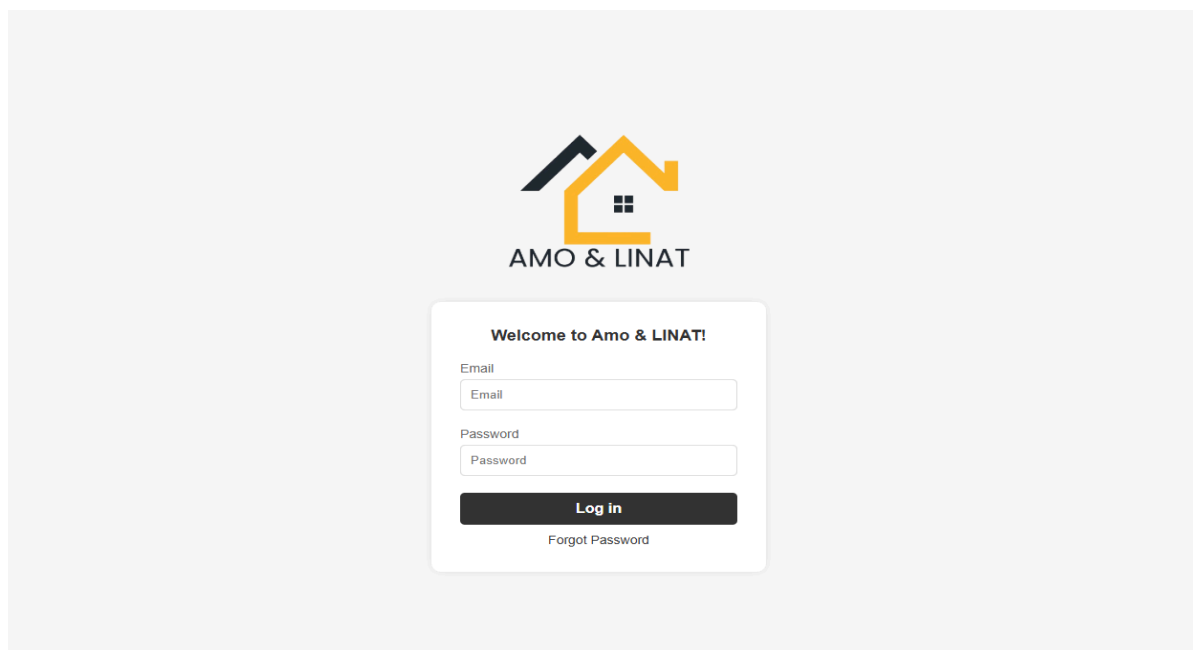 AMO & LINAT
Welcome to Amo & LINAT!
Email
Email
Password
Password
Log in
Forgot Password